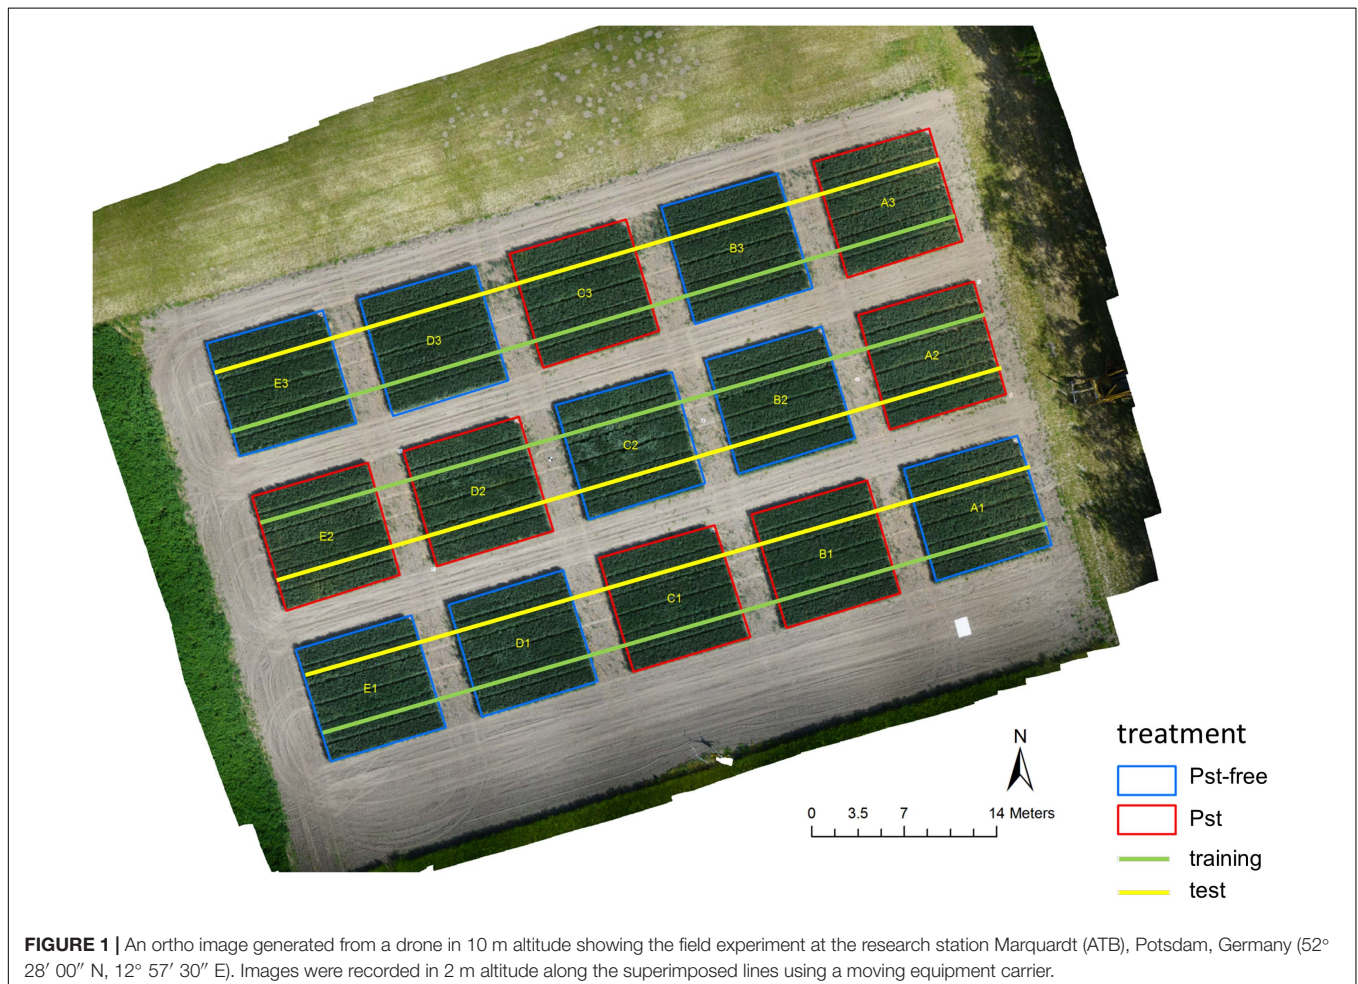 A3
B3
C3
D3
E3
A2
B2
C2
D2
E2
A1
B1
C1
D1
E1
N
0 3.5 7 14 Meters
treatment
Pst-free
Pst
training
test
FIGURE 1 | An ortho image generated from a drone in 10 m altitude showing the field experiment at the research station Marquardt (ATB), Potsdam, Germany (52°
28′ 00″ N, 12° 57′ 30″ E). Images were recorded in 2 m altitude along the superimposed lines using a moving equipment carrier.